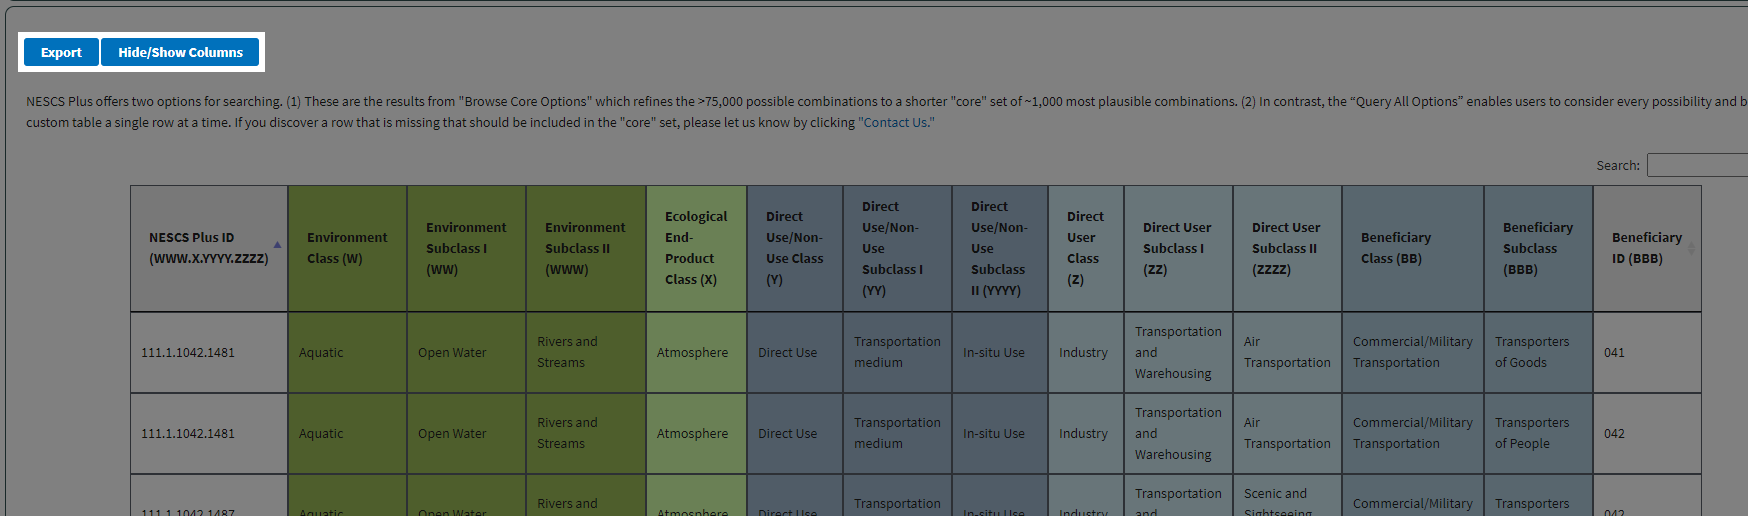 Export Hide/Show Columns
NESCS Plus offers two options for searching. (1) These are the results from "Browse Core Options" which refines the >75,000 possible combinations to a shorter "core" set of ~1,000 most plausible combinations. (2) In contrast, the “Query All Options” enables users to consider every possibility and b
custom table a single row at a time. If you discover a row that is missing that should be included in the "core" set, please let us know by clicking "Contact Us."
Search:
NESCS Plus ID
(WWW.X.YYYY.ZZZZ)
Environment
Class (W)
Environment
Subclass I
(WW)
Environment
Subclass II
(WWW)
Ecological
End-
Product
Class (X)
Direct
Use/Non-
Use Class
(Y)
Direct
Use/Non-
Use
Subclass I
(YY)
Direct
Use/Non-
Use
Subclass
II (YYYY)
Direct
User
Class
(Z)
Direct User
Subclass I
(ZZ)
Direct User
Subclass II
(ZZZZ)
Beneficiary
Class (BB)
Beneficiary
Subclass
(BBB)
Beneficiary
ID (BBB)
111.1.1042.1481
Aquatic
Open Water
Rivers and
Streams
Atmosphere
Direct Use
Transportation
medium
In-situ Use
Industry
Transportation
and
Warehousing
Air
Transportation
Commercial/Military
Transportation
Transporters
of Goods
041
111.1.1042.1481
Aquatic
Open Water
Rivers and
Streams
Atmosphere
Direct Use
Transportation
medium
In-situ Use
Industry
Transportation
and
Warehousing
Air
Transportation
Commercial/Military
Transportation
Transporters
of People
042
111.1.1042.1487
Aquatic
Open Water
Rivers and
Atmosphere
Direct Use
Transportation
In-situ Use
Industry
Transportation
and
Scenic and
Sightseeing
Commercial/Military
Transporters
042